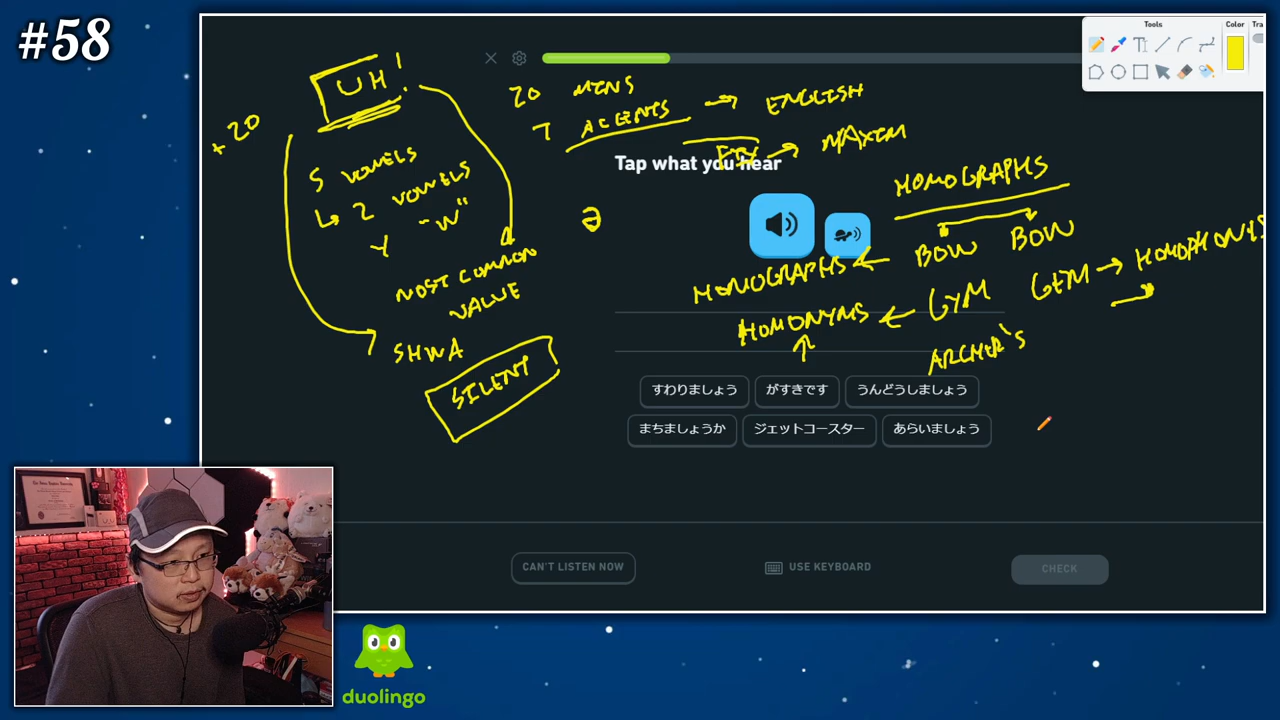 #58
UH!
+20
5 VOWELS
↳ 2 VOWELS
Y "W"
MOST COMMON
VALUE
SHWA
SILENT
20 MINS
7 ACCENTS → ENGLISH
→ MAXIM
Tap what you hear
ə
HOMOGRAPHS
HOMOGRAPHS ← BOW BOW
HOMONYMS ← GYM GYM → HOMOPHONYS
ARCHER'S
すわりましょう がすきです うんどうしましょう
まちましょうか ジェットコースター あらいましょう
CAN'T LISTEN NOW USE KEYBOARD CHECK
Tools
Color
Tra
duolingo